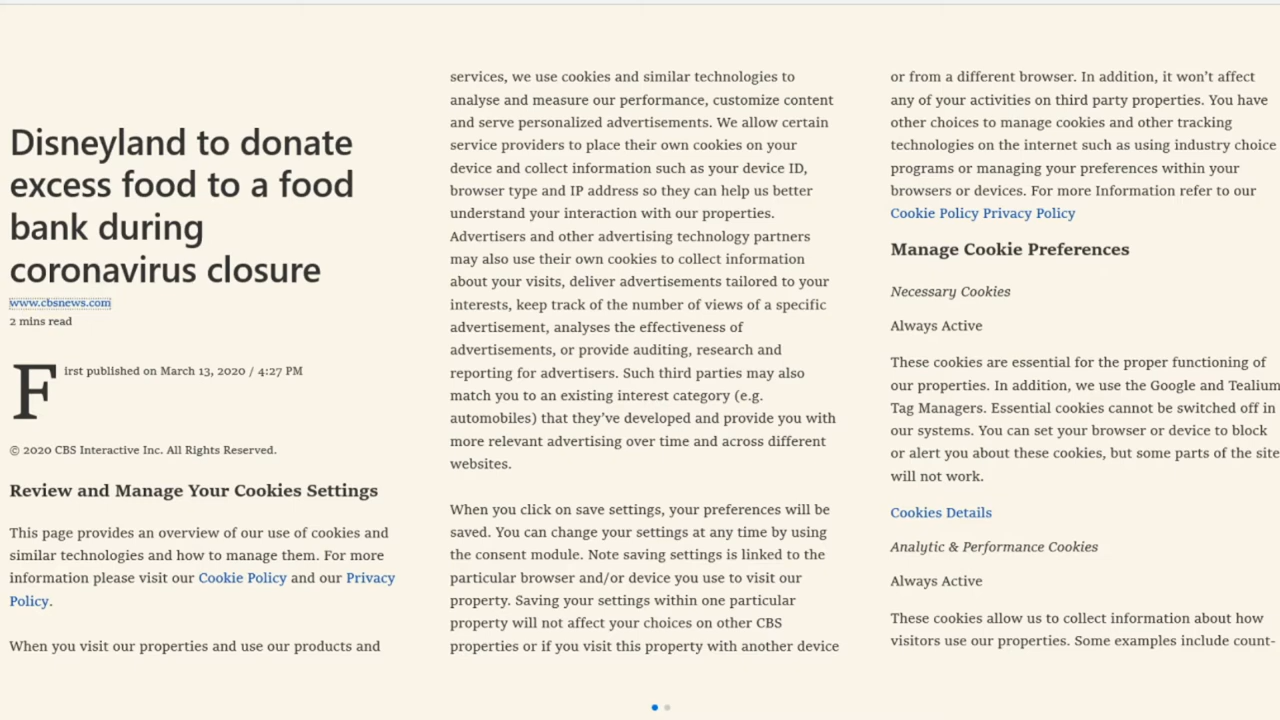 Disneyland to donate
excess food to a food
bank during
coronavirus closure
www.cbsnews.com
2 mins read
First published on March 13, 2020 / 4:27 PM
© 2020 CBS Interactive Inc. All Rights Reserved.
Review and Manage Your Cookies Settings
This page provides an overview of our use of cookies and
similar technologies and how to manage them. For more
information please visit our Cookie Policy and our Privacy
Policy.
When you visit our properties and use our products and
services, we use cookies and similar technologies to
analyse and measure our performance, customize content
and serve personalized advertisements. We allow certain
service providers to place their own cookies on your
device and collect information such as your device ID,
browser type and IP address so they can help us better
understand your interaction with our properties.
Advertisers and other advertising technology partners
may also use their own cookies to collect information
about your visits, deliver advertisements tailored to your
interests, keep track of the number of views of a specific
advertisement, analyses the effectiveness of
advertisements, or provide auditing, research and
reporting for advertisers. Such third parties may also
match you to an existing interest category (e.g.
automobiles) that they’ve developed and provide you with
more relevant advertising over time and across different
websites.
When you click on save settings, your preferences will be
saved. You can change your settings at any time by using
the consent module. Note saving settings is linked to the
particular browser and/or device you use to visit our
property. Saving your settings within one particular
property will not affect your choices on other CBS
properties or if you visit this property with another device
or from a different browser. In addition, it won’t affect
any of your activities on third party properties. You have
other choices to manage cookies and other tracking
technologies on the internet such as using industry choice
programs or managing your preferences within your
browsers or devices. For more Information refer to our
Cookie Policy Privacy Policy
Manage Cookie Preferences
Necessary Cookies
Always Active
These cookies are essential for the proper functioning of
our properties. In addition, we use the Google and Tealium
Tag Managers. Essential cookies cannot be switched off in
our systems. You can set your browser or device to block
or alert you about these cookies, but some parts of the site
will not work.
Cookies Details
Analytic & Performance Cookies
Always Active
These cookies allow us to collect information about how
visitors use our properties. Some examples include count-